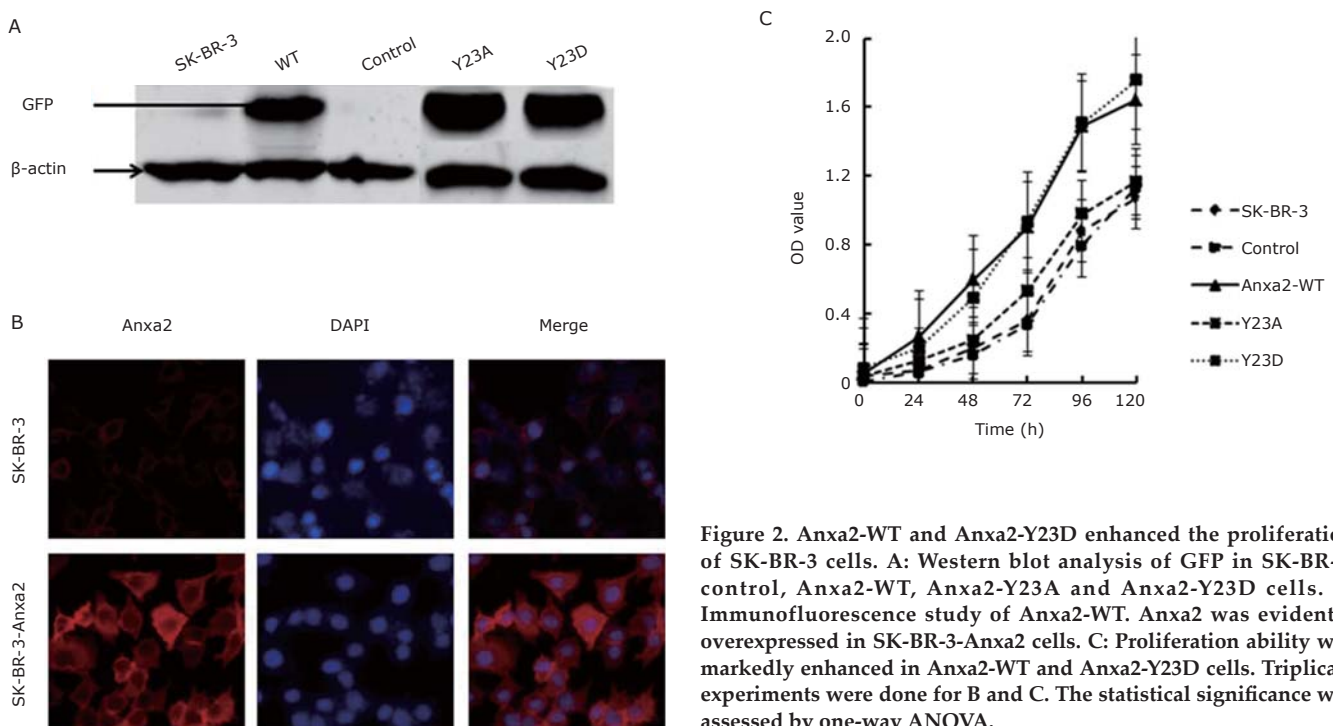 A
SK-BR-3 WT Control Y23A Y23D
GFP
β-actin
B
Anxa2 DAPI Merge
SK-BR-3
SK-BR-3-Anxa2
C
2.0
1.6
1.2
0.8
0.4
0
OD value
0 24 48 72 96 120
Time (h)
SK-BR-3
Control
Anxa2-WT
Y23A
Y23D
Figure 2. Anxa2-WT and Anxa2-Y23D enhanced the proliferatio
of SK-BR-3 cells. A: Western blot analysis of GFP in SK-BR-
control, Anxa2-WT, Anxa2-Y23A and Anxa2-Y23D cells.
Immunofluorescence study of Anxa2-WT. Anxa2 was evident
overexpressed in SK-BR-3-Anxa2 cells. C: Proliferation ability w
markedly enhanced in Anxa2-WT and Anxa2-Y23D cells. Triplica
experiments were done for B and C. The statistical significance w
assessed by one-way ANOVA.